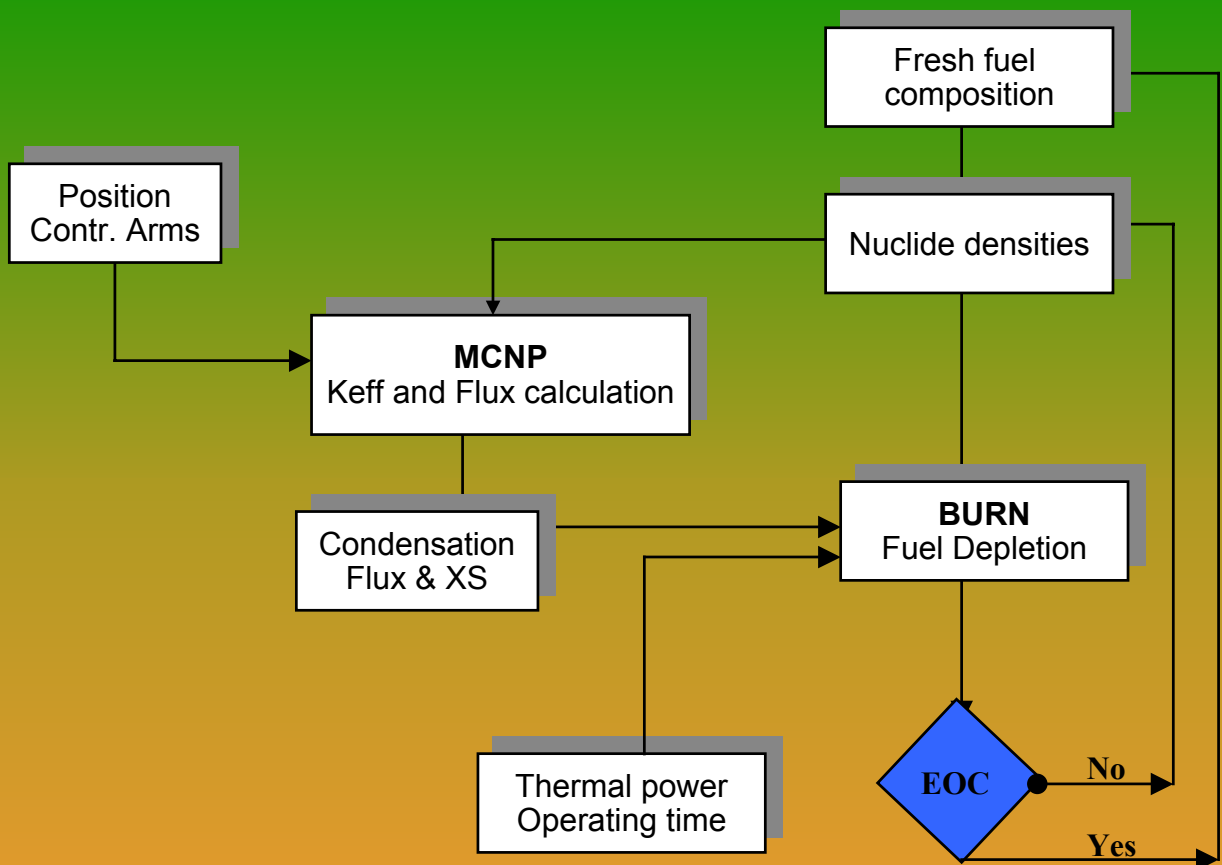 Fresh fuel
composition
Position
Contr. Arms
Nuclide densities
MCNP
Keff and Flux calculation
Condensation
Flux & XS
BURN
Fuel Depletion
Thermal power
Operating time
EOC
No
Yes